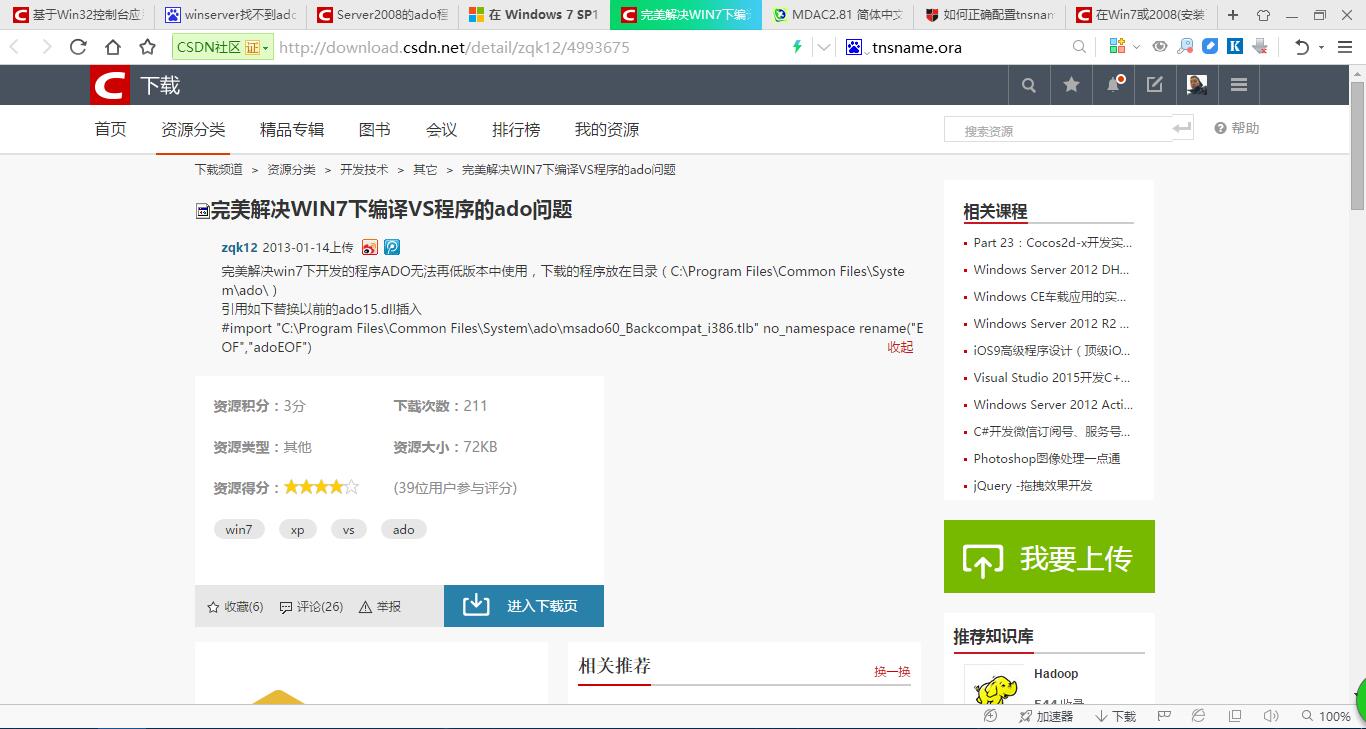 基于Win32控制台应
winserver找不到ado
Server2008的ado程
在 Windows 7 SP1
完美解决WIN7下编
MDAC2.81 简体中文
如何正确配置tnsnam
在Win7或2008(安装
CSDN社区 证
http://download.csdn.net/detail/zqk12/4993675
tnsname.ora
下载
首页 资源分类 精品专辑 图书 会议 排行榜 我的资源
搜索资源
帮助
下载频道 > 资源分类 > 开发技术 > 其它 > 完美解决WIN7下编译VS程序的ado问题
完美解决WIN7下编译VS程序的ado问题
zqk12 2013-01-14上传
完美解决win7下开发的程序ADO无法再低版本中使用，下载的程序放在目录（C:\Program Files\Common Files\Syste
m\ado\）
引用如下替换以前的ado15.dll插入
#import "C:\Program Files\Common Files\System\ado\msado60_Backcompat_i386.tlb" no_namespace rename("E
OF","adoEOF")
收起
资源积分：3分 下载次数：211
资源类型：其他 资源大小：72KB
资源得分： (39位用户参与评分)
win7 xp vs ado
收藏(6) 评论(26) 举报
进入下载页
相关推荐
换一换
相关课程
Part 23：Cocos2d-x开发实...
Windows Server 2012 DH...
Windows CE车载应用的实...
Windows Server 2012 R2 ...
iOS9高级程序设计（顶级iO...
Visual Studio 2015开发C+...
Windows Server 2012 Acti...
C#开发微信订阅号、服务号...
Photoshop图像处理一点通
jQuery -拖拽效果开发
我要上传
推荐知识库
Hadoop
544 收录
加速器 下载 100%